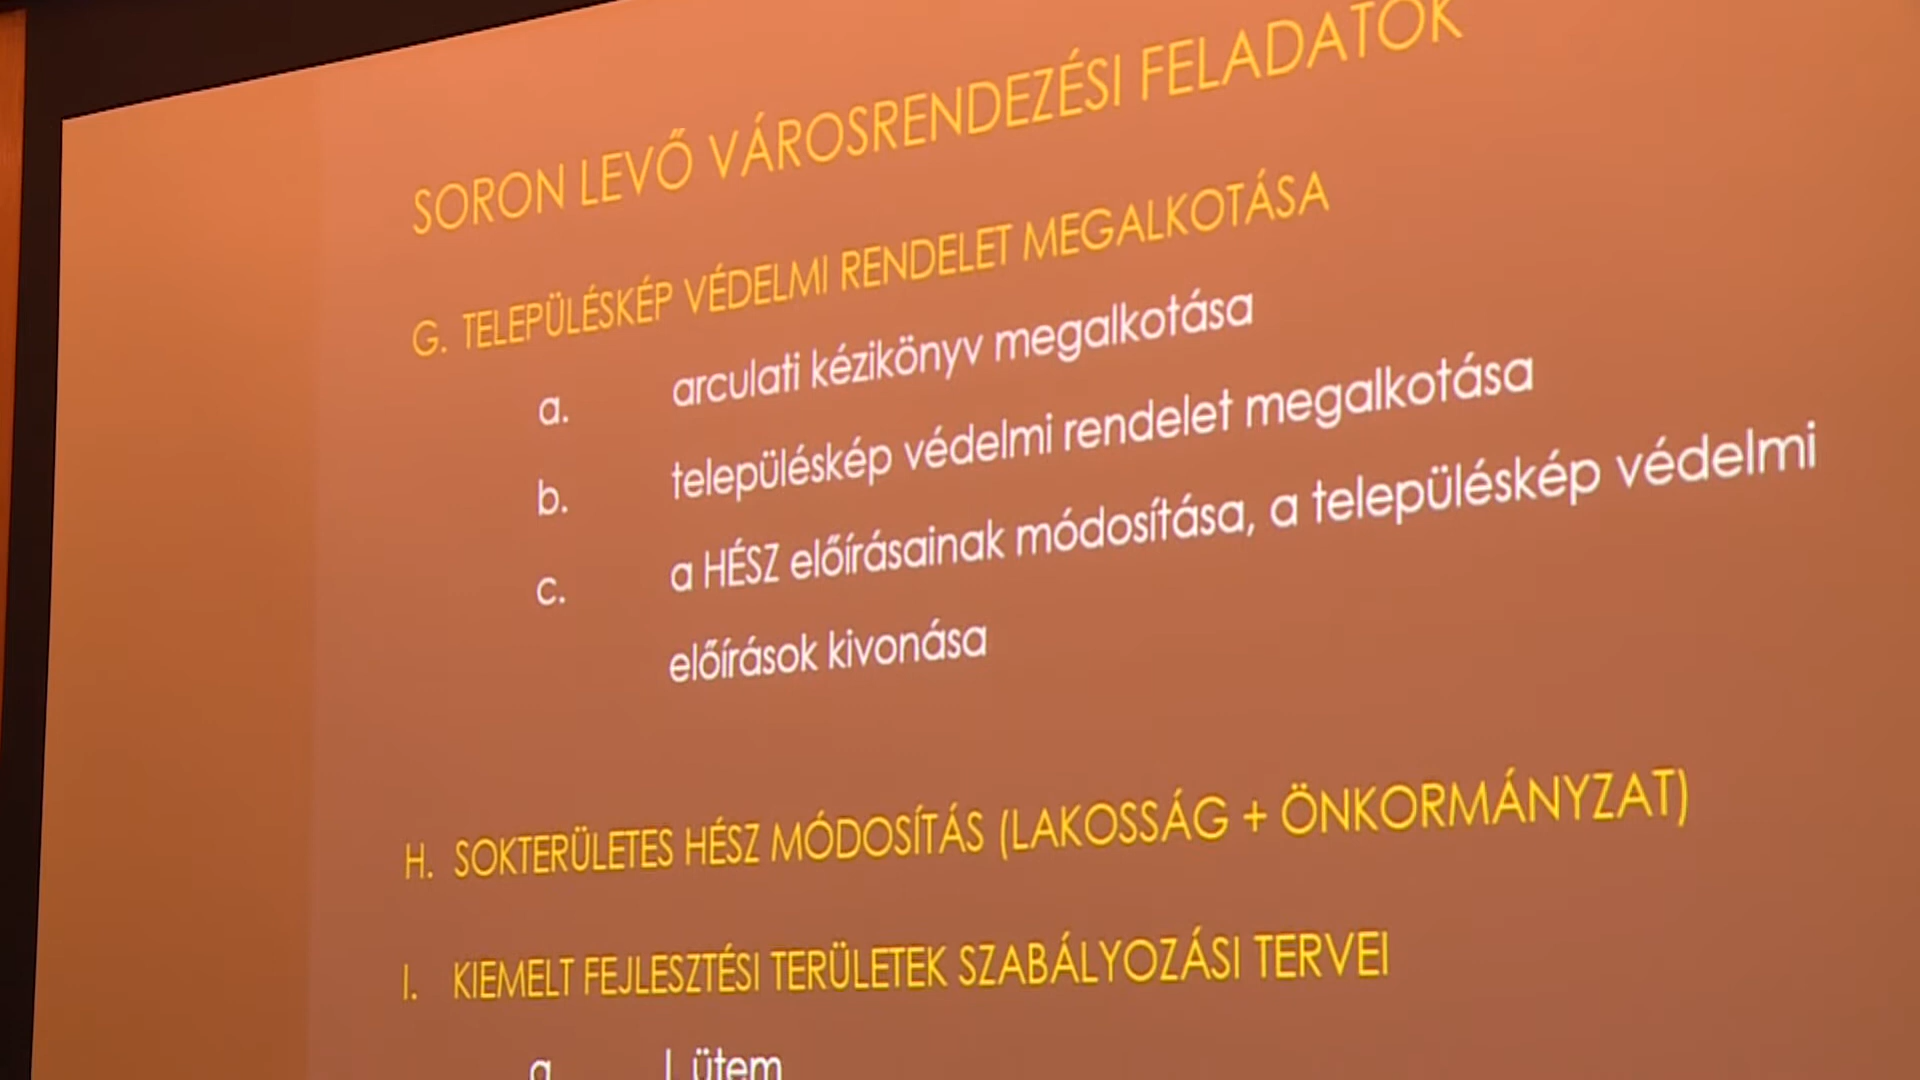 SORON LEVŐ VÁROSRENDEZÉSI FELADATOK
G. TELEPÜLÉSKÉP VÉDELMI RENDELET MEGALKOTÁSA
a. arculati kézikönyv megalkotása
b. településkép védelmi rendelet megalkotása
c. a HÉSZ előírásainak módosítása, a településkép védelmi
előírások kivonása
H. SOKTERÜLETES HÉSZ MÓDOSÍTÁS (LAKOSSÁG + ÖNKORMÁNYZAT)
I. KIEMELT FEJLESZTÉSI TERÜLETEK SZABÁLYOZÁSI TERVEI
a. I. ütem